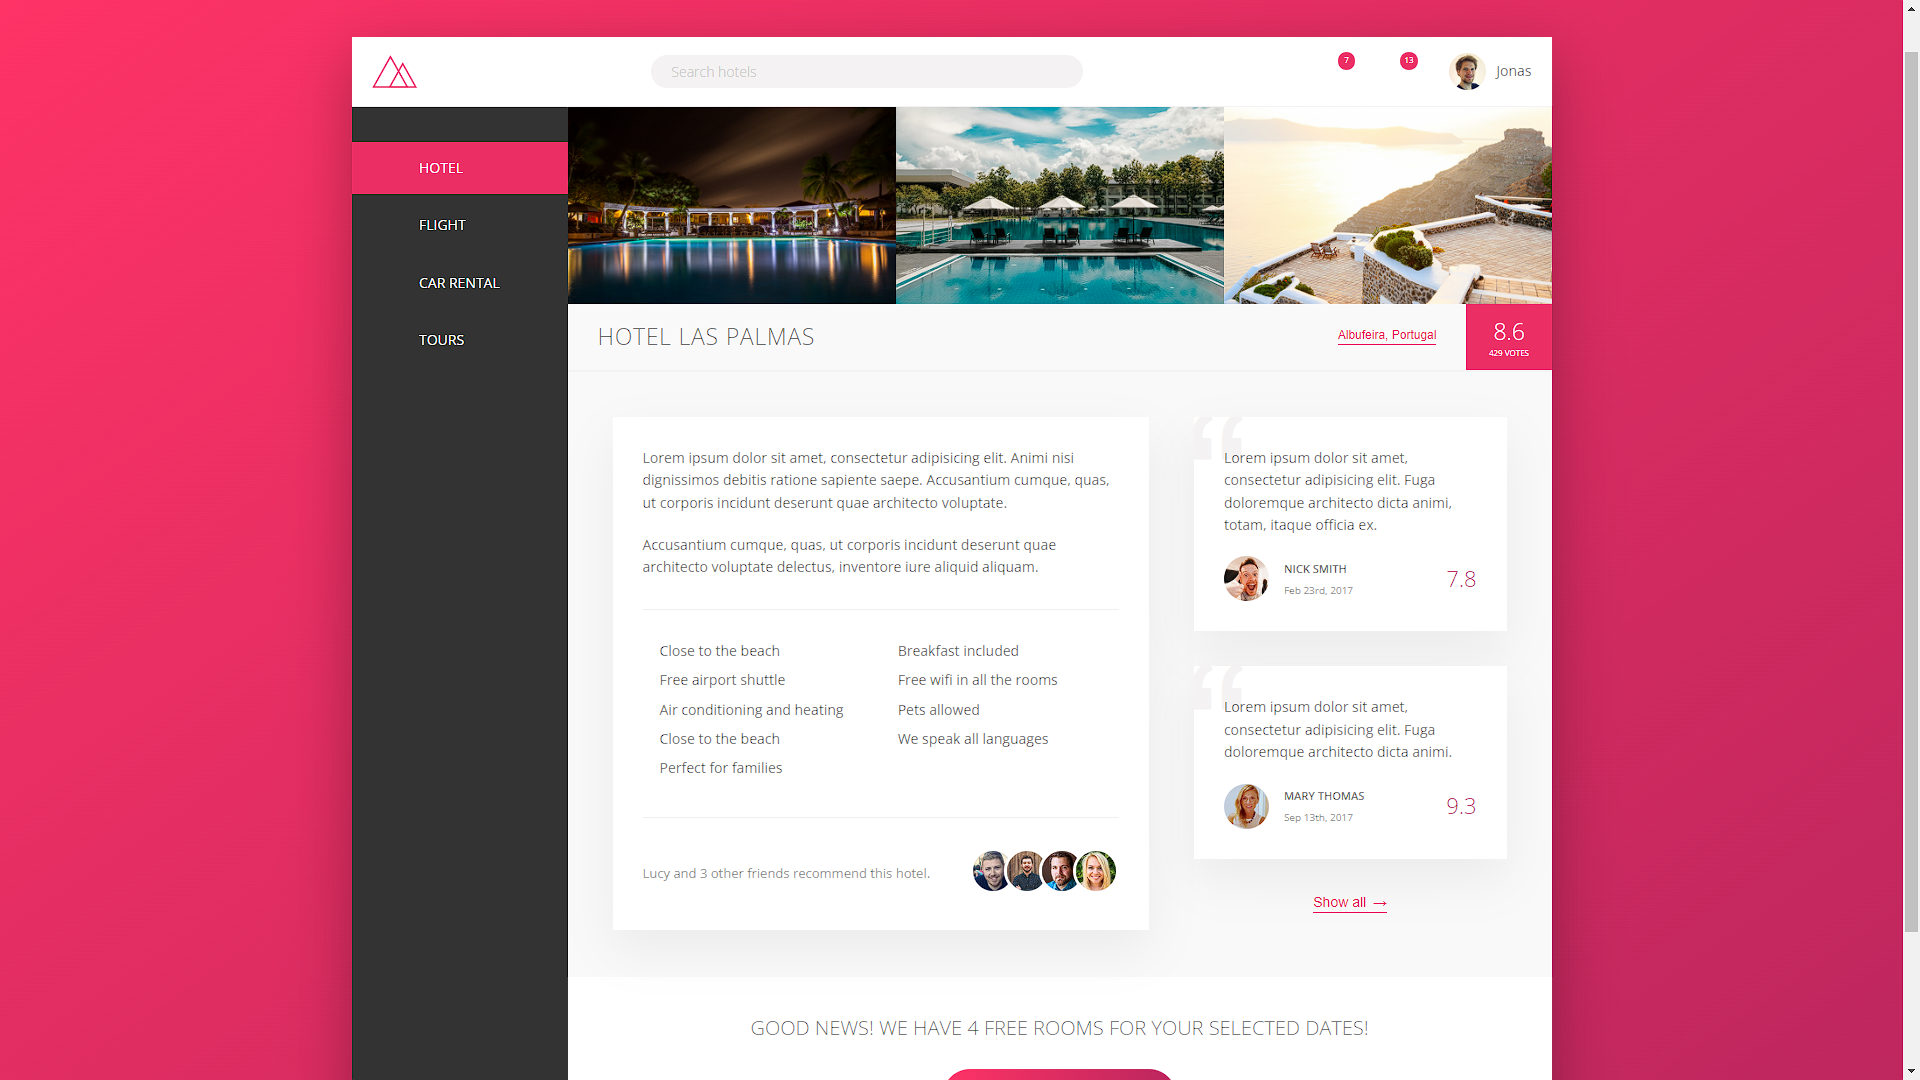 Search hotels
7
13
Jonas
HOTEL
FLIGHT
CAR RENTAL
TOURS
HOTEL LAS PALMAS
Albufeira, Portugal
8.6
429 VOTES
Lorem ipsum dolor sit amet, consectetur adipisicing elit. Animi nisi
dignissimos debitis ratione sapiente saepe. Accusantium cumque, quas,
ut corporis incidunt deserunt quae architecto voluptate.
Accusantium cumque, quas, ut corporis incidunt deserunt quae
architecto voluptate delectus, inventore iure aliquid aliquam.
Close to the beach
Free airport shuttle
Air conditioning and heating
Close to the beach
Perfect for families
Breakfast included
Free wifi in all the rooms
Pets allowed
We speak all languages
Lucy and 3 other friends recommend this hotel.
“
Lorem ipsum dolor sit amet,
consectetur adipisicing elit. Fuga
doloremque architecto dicta animi,
totam, itaque officia ex.
NICK SMITH
Feb 23rd, 2017
7.8
“
Lorem ipsum dolor sit amet,
consectetur adipisicing elit. Fuga
doloremque architecto dicta animi.
MARY THOMAS
Sep 13th, 2017
9.3
Show all →
GOOD NEWS! WE HAVE 4 FREE ROOMS FOR YOUR SELECTED DATES!